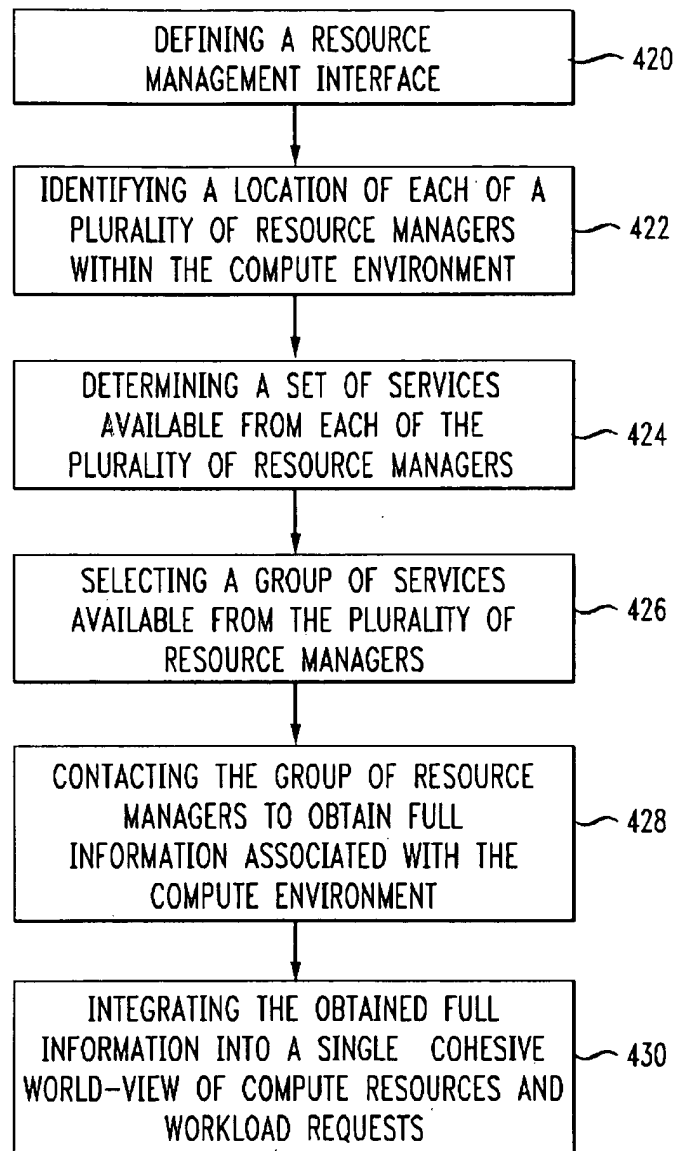 DEFINING A RESOURCE
MANAGEMENT INTERFACE
420
IDENTIFYING A LOCATION OF EACH OF A
PLURALITY OF RESOURCE MANAGERS
WITHIN THE COMPUTE ENVIRONMENT
422
DETERMINING A SET OF SERVICES
AVAILABLE FROM EACH OF THE
PLURALITY OF RESOURCE MANAGERS
424
SELECTING A GROUP OF SERVICES
AVAILABLE FROM THE PLURALITY OF
RESOURCE MANAGERS
426
CONTACTING THE GROUP OF RESOURCE
MANAGERS TO OBTAIN FULL
INFORMATION ASSOCIATED WITH THE
COMPUTE ENVIRONMENT
428
INTEGRATING THE OBTAINED FULL
INFORMATION INTO A SINGLE COHESIVE
WORLD-VIEW OF COMPUTE RESOURCES AND
WORKLOAD REQUESTS
430